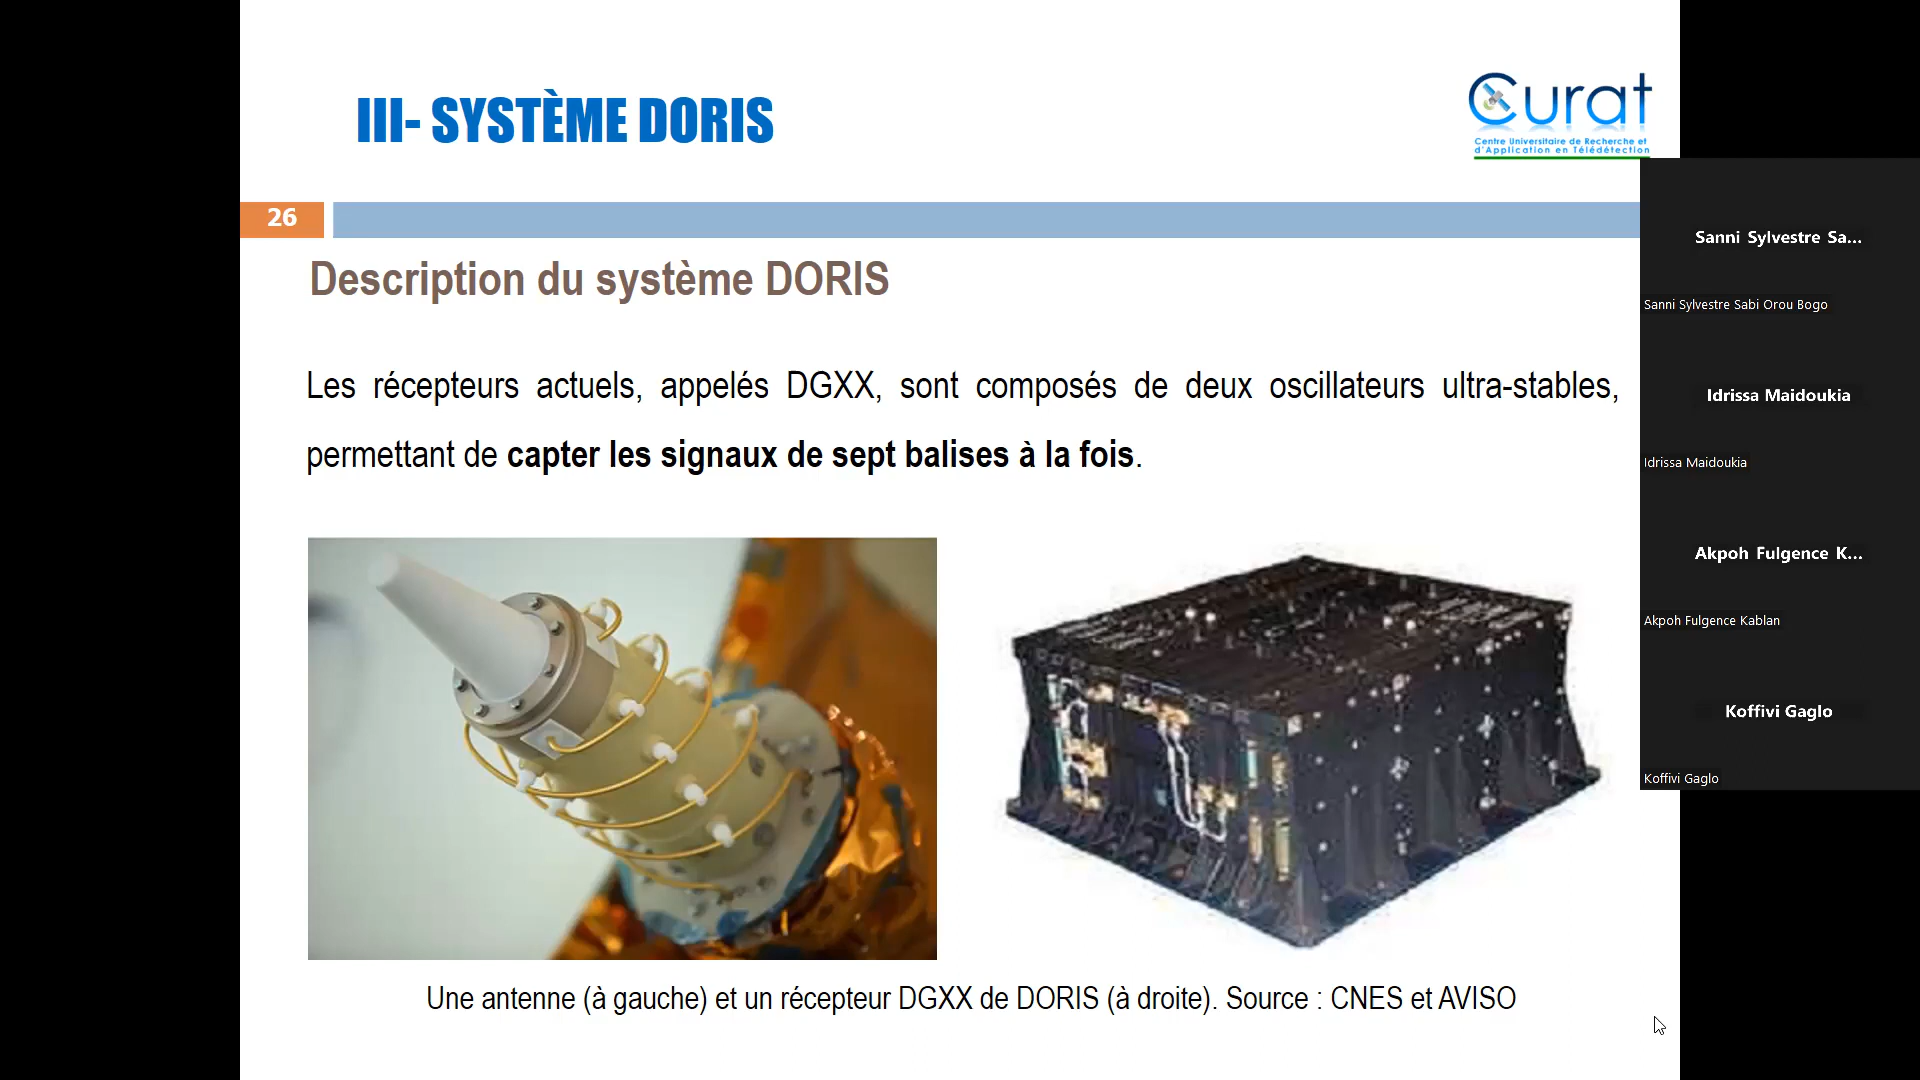 III- SYSTÈME DORIS
Curat
Centre Universitaire de Recherche et
d'Application en Télédétection
26
Description du système DORIS
Les récepteurs actuels, appelés DGXX, sont composés de deux oscillateurs ultra-stables,
permettant de capter les signaux de sept balises à la fois.
Une antenne (à gauche) et un récepteur DGXX de DORIS (à droite). Source : CNES et AVISO
Sanni Sylvestre Sa...
Sanni Sylvestre Sabi Orou Bogo
Idrissa Maidoukia
Idrissa Maidoukia
Akpoh Fulgence K...
Akpoh Fulgence Kablan
Koffivi Gaglo
Koffivi Gaglo